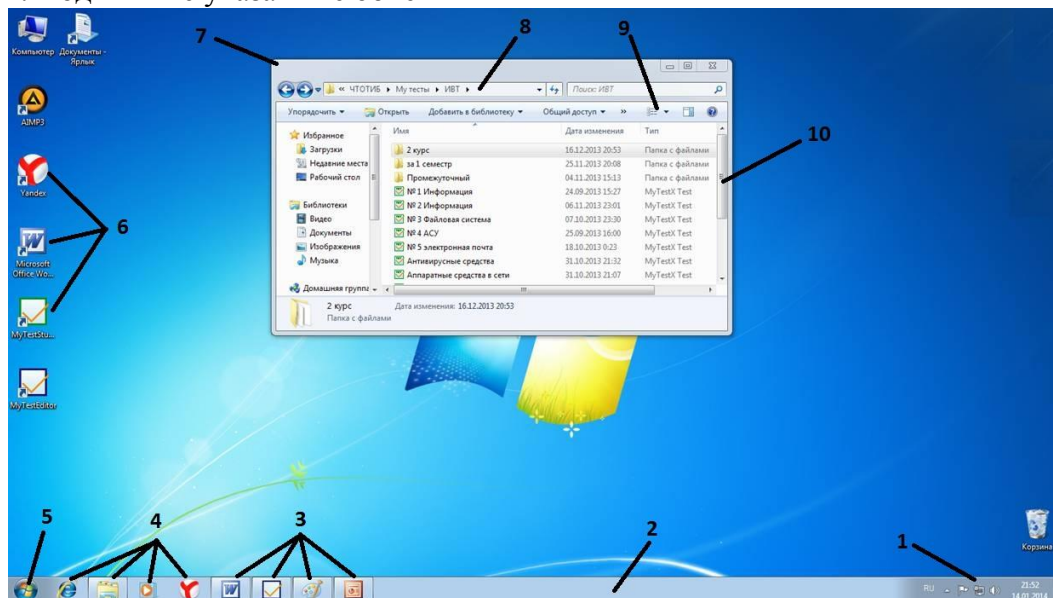 Компьютер
Документы -
Ярлык
AIMP3
Yandex
Microsoft
Office Wo...
MyTestStu...
MyTestEditor
6
7
8
9
10
« ЧТОТИБ ▸ My тесты ▸ ИВТ ▸
Поиск: ИВТ
Упорядочить Открыть Добавить в библиотеку Общий доступ »
Избранное
Загрузки
Недавние места
Рабочий стол
Библиотеки
Видео
Документы
Изображения
Музыка
Домашняя группа
Имя Дата изменения Тип
2 курс 16.12.2013 20:53 Папка с файлами
за 1 семестр 25.11.2013 20:08 Папка с файлами
Промежуточный 04.11.2013 15:13 Папка с файлами
№ 1 Информация 24.09.2013 15:27 MyTestX Test
№ 2 Информация 06.11.2013 23:01 MyTestX Test
№ 3 Файловая система 07.10.2013 23:30 MyTestX Test
№ 4 АСУ 25.09.2013 16:00 MyTestX Test
№ 5 электронная почта 18.10.2013 0:23 MyTestX Test
Антивирусные средства 31.10.2013 21:32 MyTestX Test
Аппаратные средства в сети 31.10.2013 21:07 MyTestX Test
2 курс Дата изменения: 16.12.2013 20:53
Папка с файлами
Корзина
5
4
3
2
1
RU
21:52
14.01.2014